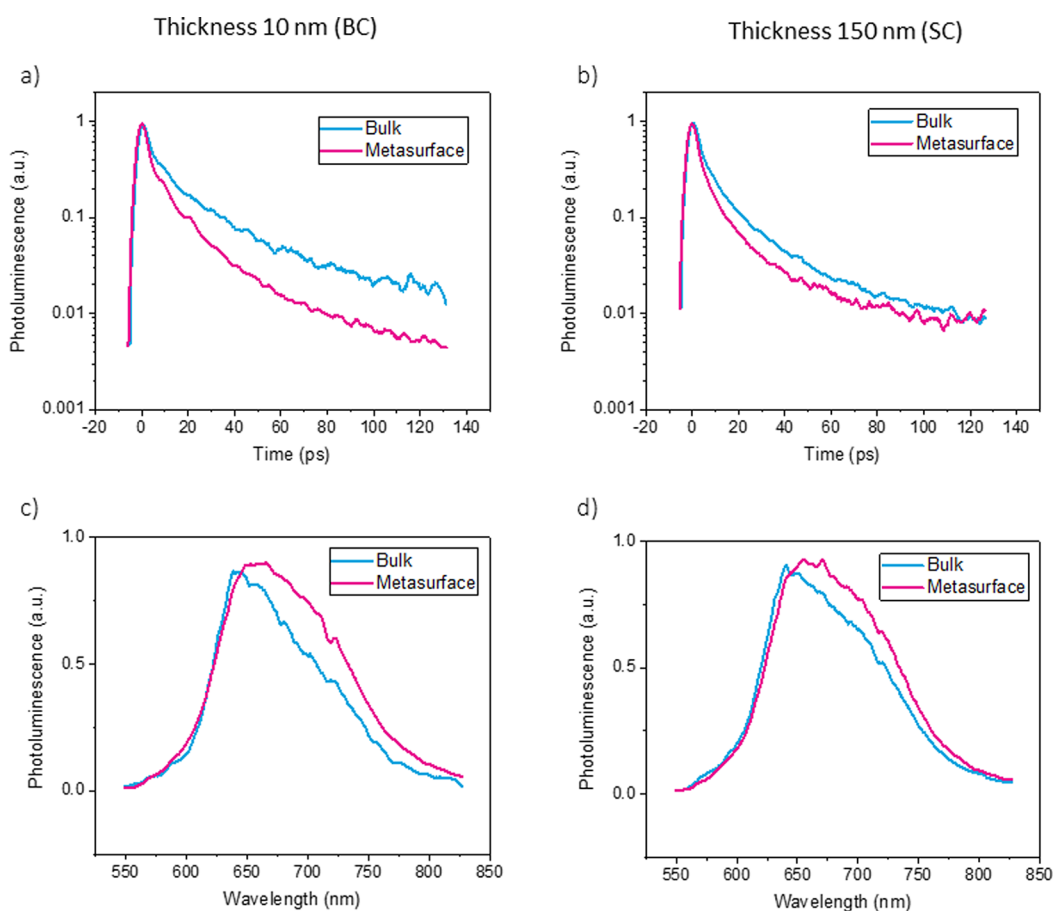 Thickness 10 nm (BC)
Thickness 150 nm (SC)
a)
Photoluminescence (a.u.)
1
0.1
0.01
0.001
-20 0 20 40 60 80 100 120 140
Time (ps)
Bulk
Metasurface
b)
Photoluminescence (a.u.)
1
0.1
0.01
0.001
-20 0 20 40 60 80 100 120 140
Time (ps)
Bulk
Metasurface
c)
Photoluminescence (a.u.)
1.0
0.5
0.0
550 600 650 700 750 800 850
Wavelength (nm)
Bulk
Metasurface
d)
Photoluminescence (a.u.)
1.0
0.5
0.0
550 600 650 700 750 800 850
Wavelength (nm)
Bulk
Metasurface